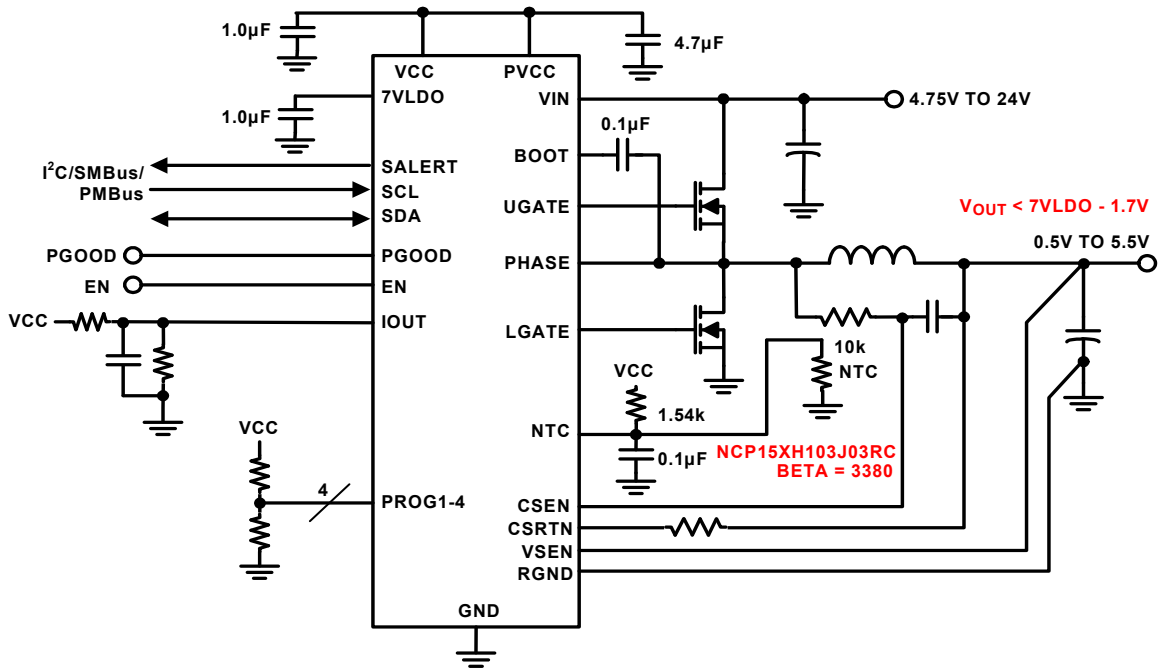 1.0µF
4.7µF
VCC
PVCC
7VLDO
VIN
4.75V TO 24V
1.0µF
0.1µF
BOOT
I²C/SMBus/
PMBus
SALERT
SCL
SDA
UGATE
VOUT < 7VLDO - 1.7V
0.5V TO 5.5V
PGOOD
PGOOD
PHASE
EN
EN
VCC
IOUT
LGATE
10k
NTC
VCC
1.54k
NTC
0.1µF
NCP15XH103J03RC
BETA = 3380
VCC
4
PROG1-4
CSEN
CSRTN
VSEN
RGND
GND